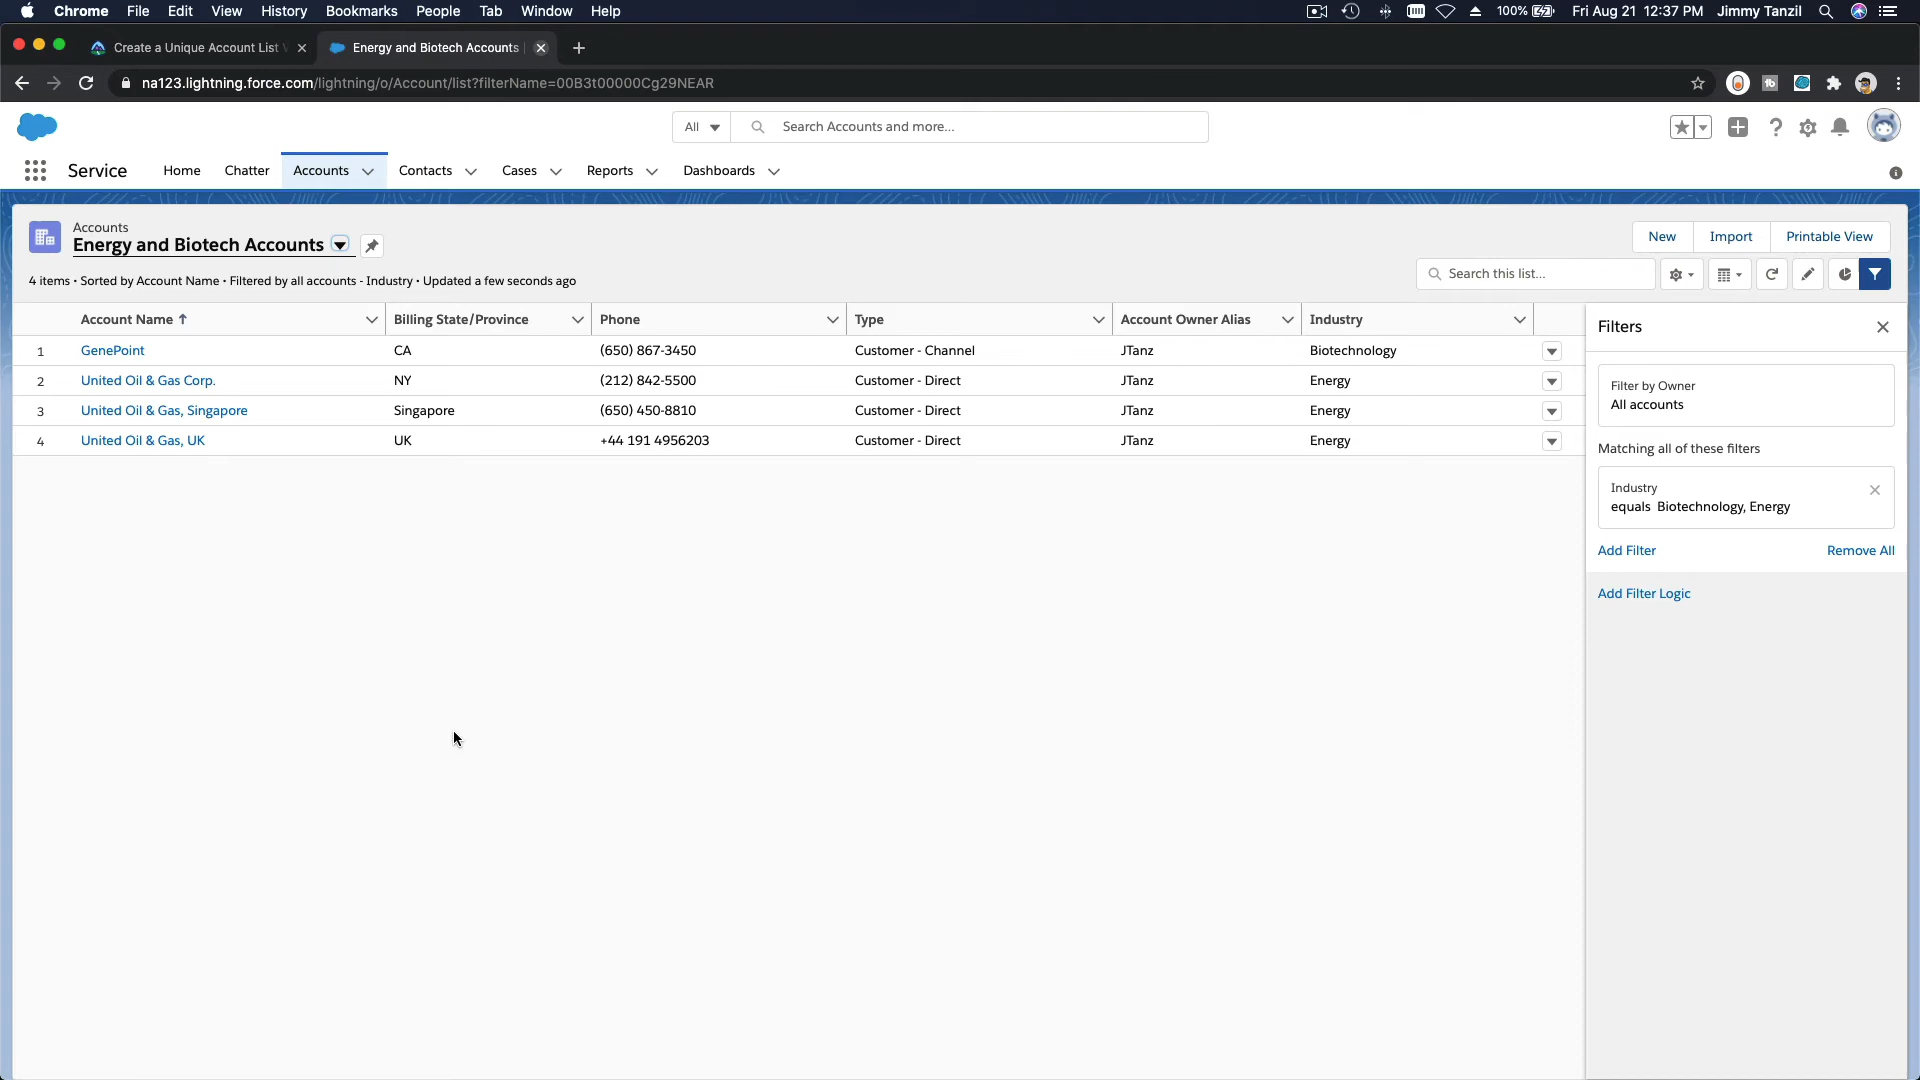 Chrome File Edit View History Bookmarks People Tab Window Help 100% Fri Aug 21 12:37 PM Jimmy Tanzil
Create a Unique Account List Energy and Biotech Accounts
na123.lightning.force.com/lightning/o/Account/list?filterName=00B3t00000Cg29NEAR
All Search Accounts and more...
Service Home Chatter Accounts Contacts Cases Reports Dashboards
Accounts
Energy and Biotech Accounts
New Import Printable View
4 items • Sorted by Account Name • Filtered by all accounts - Industry • Updated a few seconds ago
Search this list...
Account Name Billing State/Province Phone Type Account Owner Alias Industry
1 GenePoint CA (650) 867-3450 Customer - Channel JTanz Biotechnology
2 United Oil & Gas Corp. NY (212) 842-5500 Customer - Direct JTanz Energy
3 United Oil & Gas, Singapore Singapore (650) 450-8810 Customer - Direct JTanz Energy
4 United Oil & Gas, UK UK +44 191 4956203 Customer - Direct JTanz Energy
Filters
Filter by Owner
All accounts
Matching all of these filters
Industry
equals Biotechnology, Energy
Add Filter Remove All
Add Filter Logic